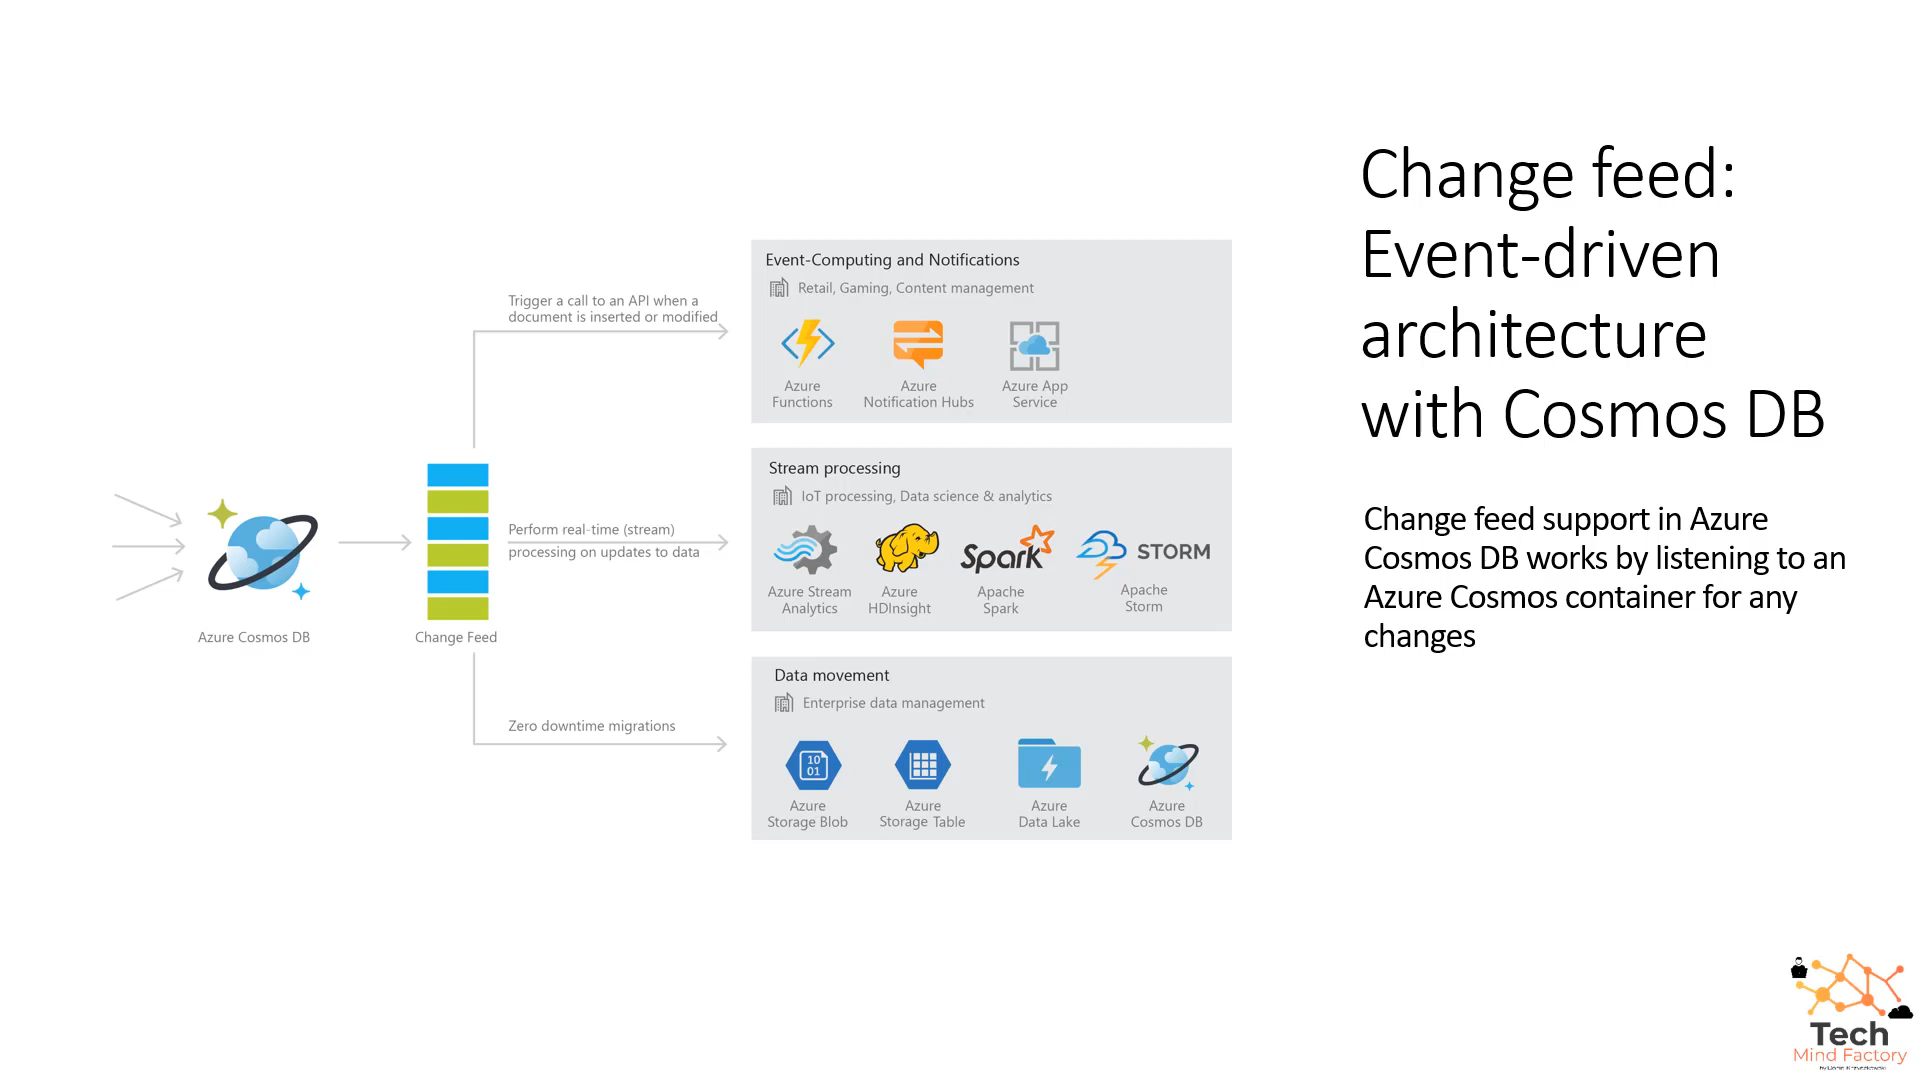 Change feed:
Event-driven
architecture
with Cosmos DB
Change feed support in Azure
Cosmos DB works by listening to an
Azure Cosmos container for any
changes
Azure Cosmos DB
Change Feed
Trigger a call to an API when a
document is inserted or modified
Perform real-time (stream)
processing on updates to data
Zero downtime migrations
Event-Computing and Notifications
Retail, Gaming, Content management
Azure
Functions
Azure
Notification Hubs
Azure App
Service
Stream processing
IoT processing, Data science & analytics
Spark
STORM
Azure Stream
Analytics
Azure
HDInsight
Apache
Spark
Apache
Storm
Data movement
Enterprise data management
10
01
Azure
Storage Blob
Azure
Storage Table
Azure
Data Lake
Azure
Cosmos DB
Tech
Mind Factory